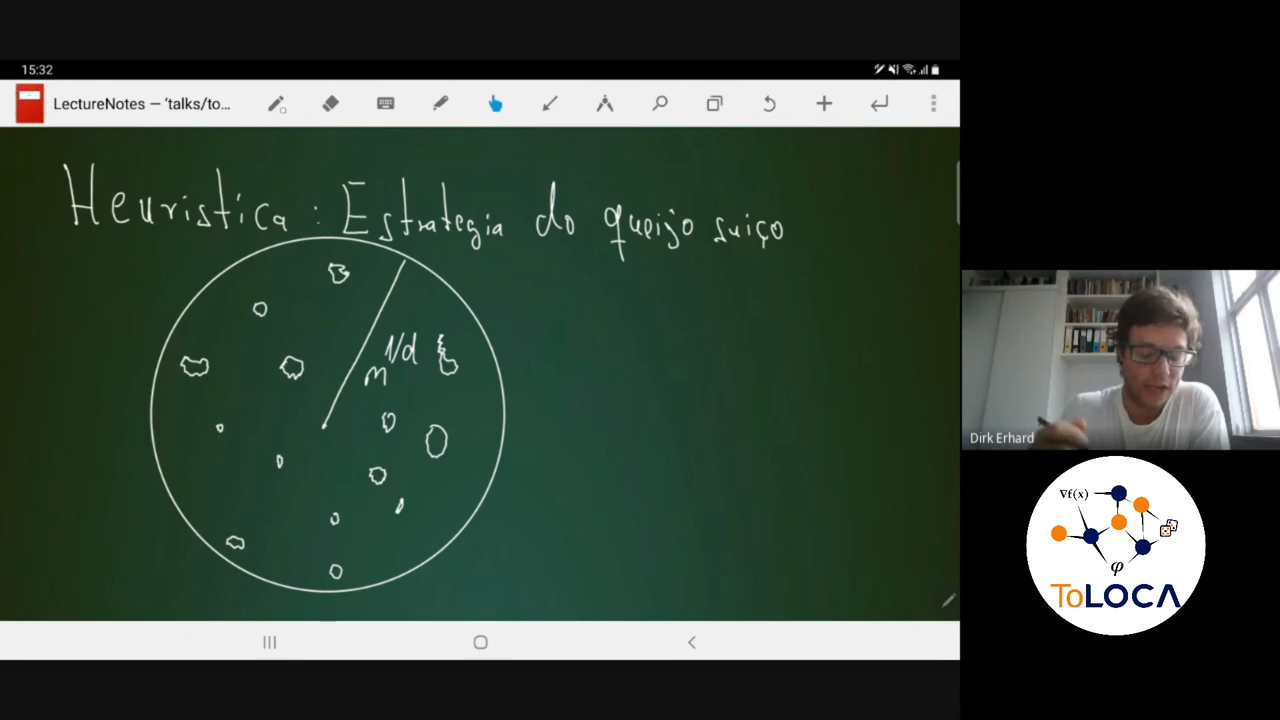 15:32
LectureNotes — 'talks/to...
Heuristica : Estrategia do queijo suiço
n^1/d
Dirk Erhard
∇f(x)
φ
ToLOCA